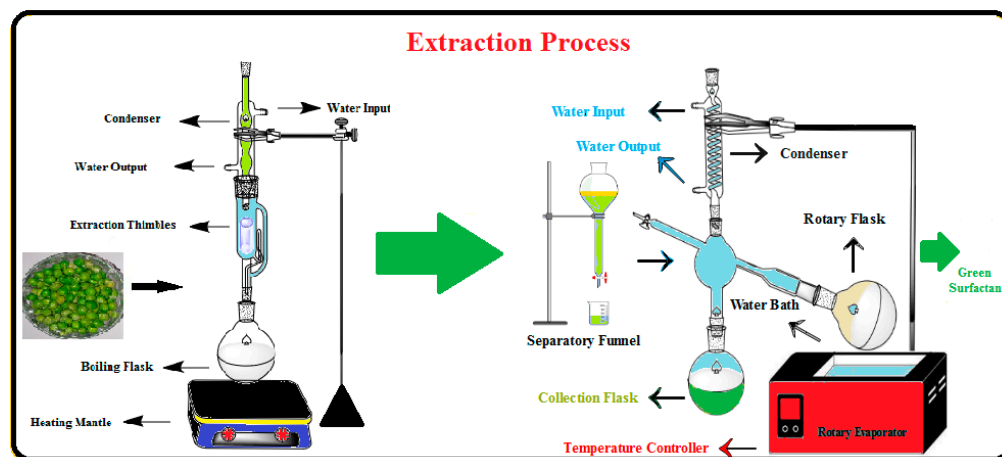 Extraction Process
Condenser
Water Input
Water Output
Extraction Thimbles
Boiling Flask
Heating Mantle
Water Input
Water Output
Condenser
Rotary Flask
Water Bath
Separatory Funnel
Collection Flask
Temperature Controller
Rotary Evaporator
Green
Surfactant